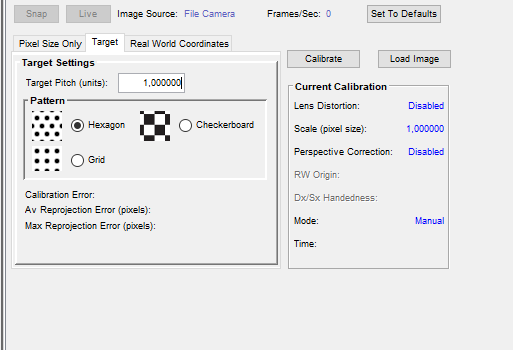 Snap Live Image Source: File Camera Frames/Sec: 0 Set To Defaults
Pixel Size Only Target Real World Coordinates
Calibrate Load Image
Target Settings
Target Pitch (units): 1,000000
Pattern
Hexagon Checkerboard
Grid
Calibration Error:
Av Reprojection Error (pixels):
Max Reprojection Error (pixels):
Current Calibration
Lens Distortion: Disabled
Scale (pixel size): 1,000000
Perspective Correction: Disabled
RW Origin:
Dx/Sx Handedness:
Mode: Manual
Time: